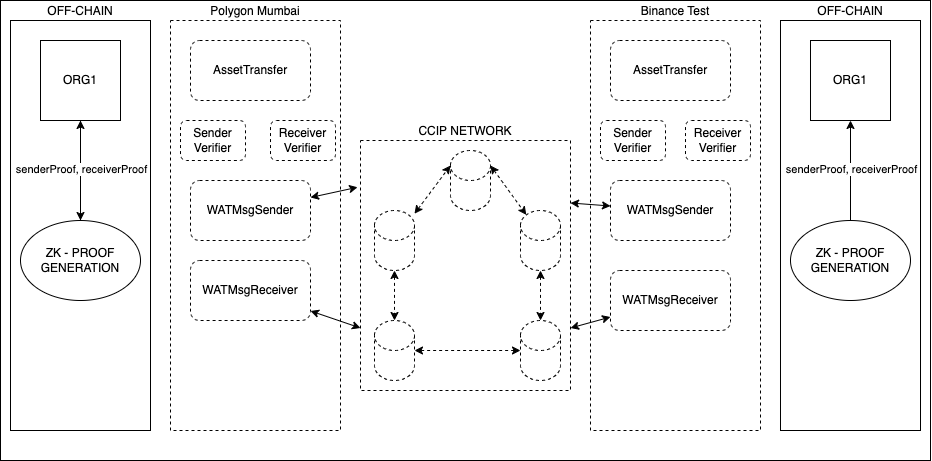 OFF-CHAIN
ORG1
senderProof, receiverProof
ZK - PROOF
GENERATION
Polygon Mumbai
AssetTransfer
Sender
Verifier
Receiver
Verifier
WATMsgSender
WATMsgReceiver
CCIP NETWORK
Binance Test
AssetTransfer
Sender
Verifier
Receiver
Verifier
WATMsgSender
WATMsgReceiver
OFF-CHAIN
ORG1
senderProof, receiverProof
ZK - PROOF
GENERATION